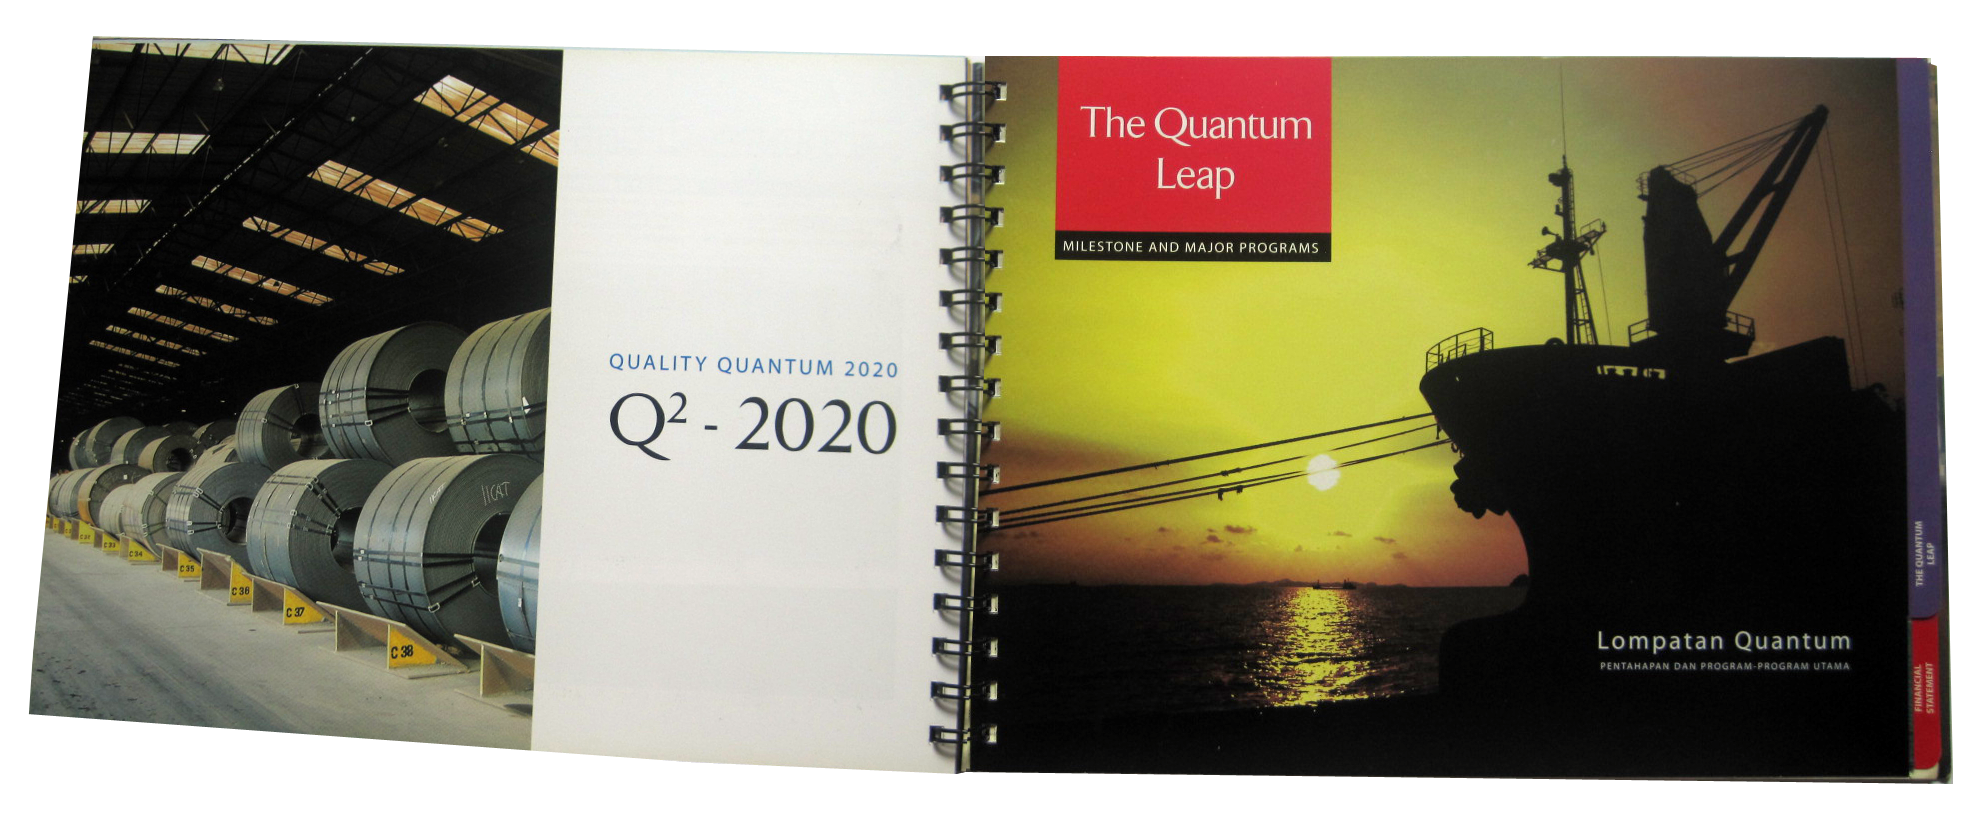 QUALITY QUANTUM 2020
Q² - 2020
IICAT
C 34
C 35
C 36
C 37
C 38
The Quantum
Leap
MILESTONE AND MAJOR PROGRAMS
Lompatan Quantum
PENTAHAPAN DAN PROGRAM-PROGRAM UTAMA
THE QUANTUM
LEAP
FINANCIAL
STATEMENT